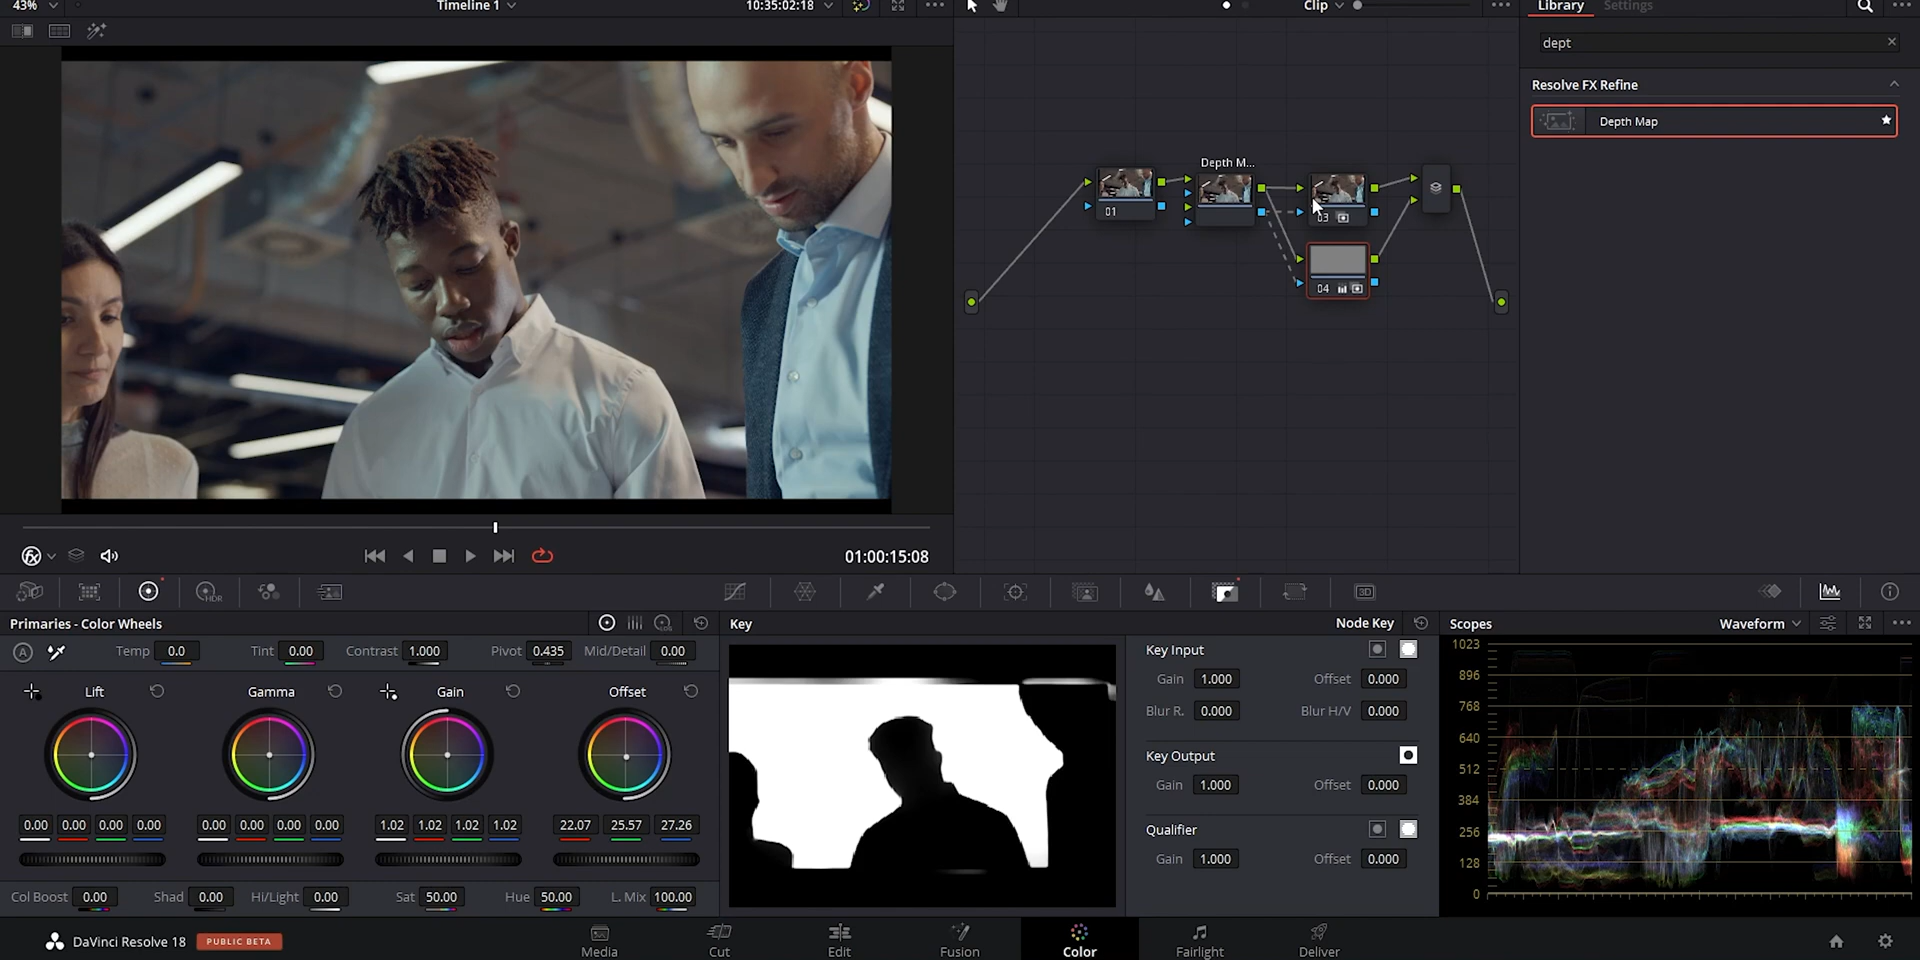 43%
Timeline 1
10:35:02:18
Clip
Library
Settings
dept
Resolve FX Refine
Depth Map
Depth M...
01
03
04
01:00:15:08
HDR
3D
Primaries - Color Wheels
Key
Node Key
Scopes
Waveform
A
Temp 0.0
Tint 0.00
Contrast 1.000
Pivot 0.435
Mid/Detail 0.00
Lift
Gamma
Gain
Offset
0.00 0.00 0.00 0.00
0.00 0.00 0.00 0.00
1.02 1.02 1.02 1.02
22.07 25.57 27.26
Col Boost 0.00
Shad 0.00
Hi/Light 0.00
Sat 50.00
Hue 50.00
L. Mix 100.00
Key Input
Gain 1.000
Offset 0.000
Blur R. 0.000
Blur H/V 0.000
Key Output
Gain 1.000
Offset 0.000
Qualifier
Gain 1.000
Offset 0.000
1023
896
768
640
512
384
256
128
0
DaVinci Resolve 18
PUBLIC BETA
Media
Cut
Edit
Fusion
Color
Fairlight
Deliver